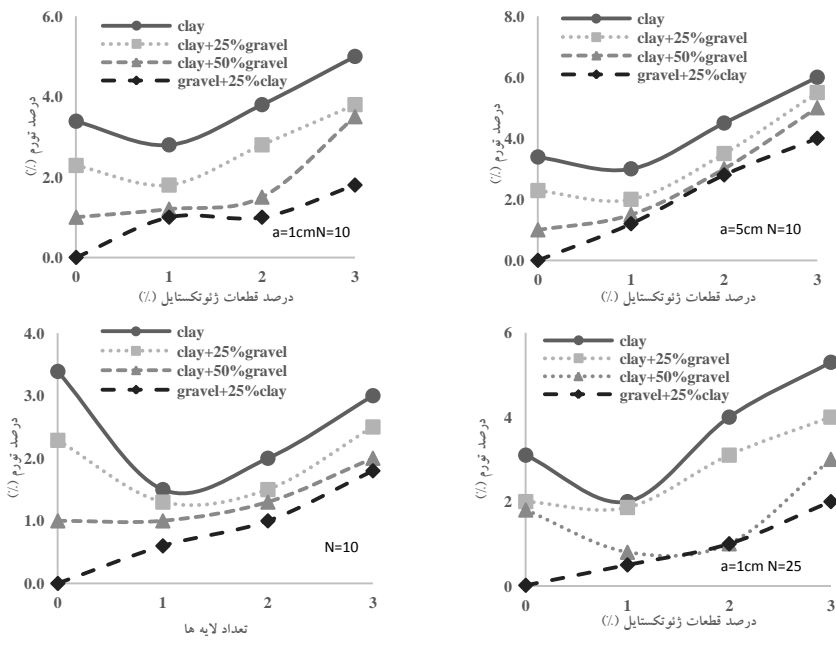 6.0
4.0
2.0
0.0
درصد تورم (%)
clay
clay+25%gravel
clay+50%gravel
gravel+25%clay
a=1cmN=10
0 1 2 3
درصد قطعات ژئوتکستایل (٪)
8.0
6.0
4.0
2.0
0.0
درصد تورم (%)
clay
clay+25%gravel
clay+50%gravel
gravel+25%clay
a=5cm N=10
0 1 2 3
درصد قطعات ژئوتکستایل (٪)
4.0
3.0
2.0
1.0
0.0
درصد تورم (%)
clay
clay+25%gravel
clay+50%gravel
gravel+25%clay
N=10
0 1 2 3
تعداد لایه ها
6
4
2
0
درصد تورم (%)
clay
clay+25%gravel
clay+50%gravel
gravel+25%clay
a=1cm N=25
0 1 2 3
درصد قطعات ژئوتکستایل (٪)